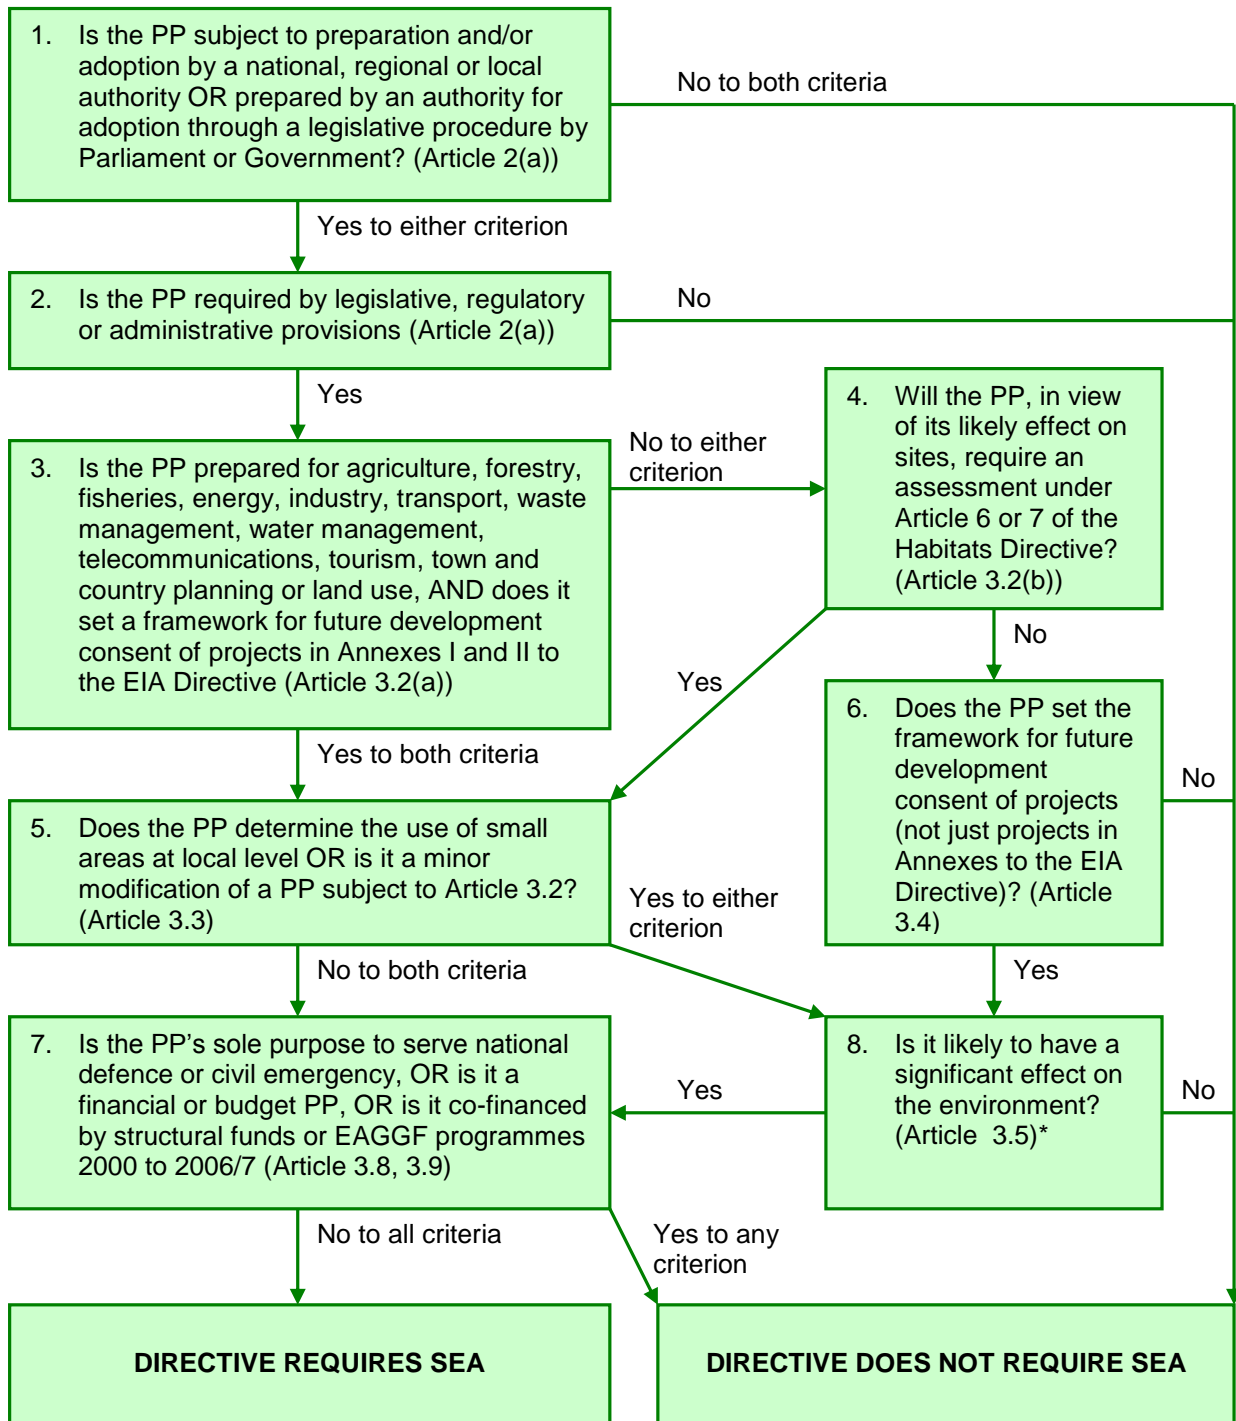 1. Is the PP subject to preparation and/or
adoption by a national, regional or local
authority OR prepared by an authority for
adoption through a legislative procedure by
Parliament or Government? (Article 2(a))
No to both criteria
Yes to either criterion
2. Is the PP required by legislative, regulatory
or administrative provisions (Article 2(a))
No
Yes
3. Is the PP prepared for agriculture, forestry,
fisheries, energy, industry, transport, waste
management, water management,
telecommunications, tourism, town and
country planning or land use, AND does it
set a framework for future development
consent of projects in Annexes I and II to
the EIA Directive (Article 3.2(a))
No to either
criterion
4. Will the PP, in view
of its likely effect on
sites, require an
assessment under
Article 6 or 7 of the
Habitats Directive?
(Article 3.2(b))
Yes
No
Yes to both criteria
6. Does the PP set the
framework for future
development
consent of projects
(not just projects in
Annexes to the EIA
Directive)? (Article
3.4)
No
5. Does the PP determine the use of small
areas at local level OR is it a minor
modification of a PP subject to Article 3.2?
(Article 3.3)
Yes to either
criterion
No to both criteria
Yes
7. Is the PP’s sole purpose to serve national
defence or civil emergency, OR is it a
financial or budget PP, OR is it co-financed
by structural funds or EAGGF programmes
2000 to 2006/7 (Article 3.8, 3.9)
Yes
8. Is it likely to have a
significant effect on
the environment?
(Article 3.5)*
No
No to all criteria
Yes to any
criterion
DIRECTIVE REQUIRES SEA
DIRECTIVE DOES NOT REQUIRE SEA